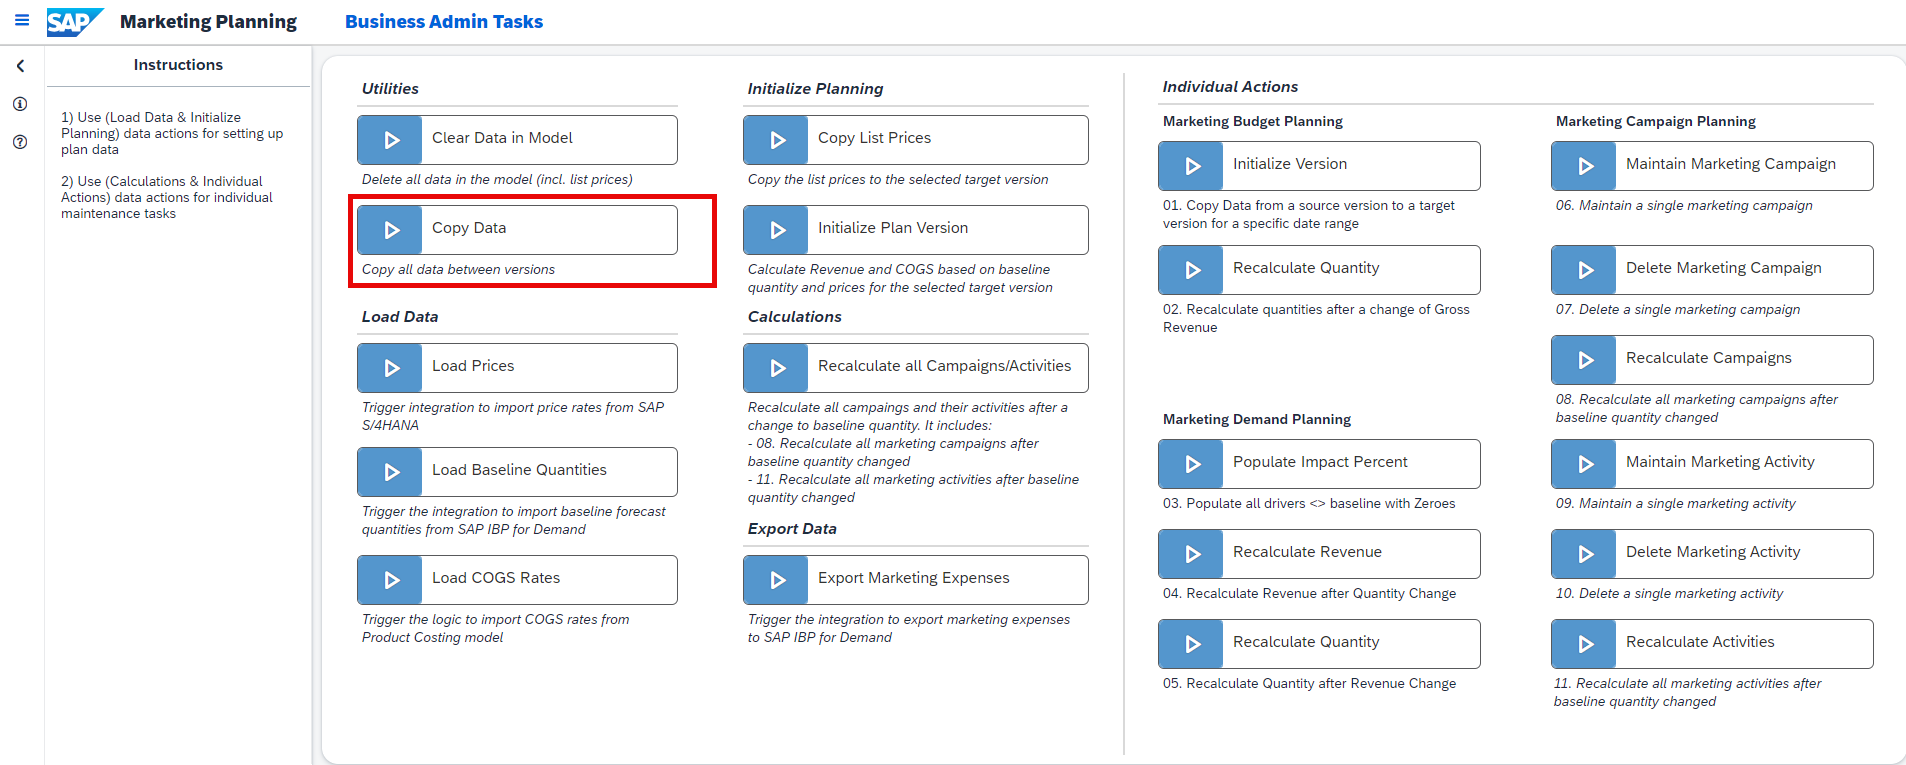 SAP Marketing Planning Business Admin Tasks
Instructions
1) Use (Load Data & Initialize
Planning) data actions for setting up
plan data
2) Use (Calculations & Individual
Actions) data actions for individual
maintenance tasks
Utilities
Clear Data in Model
Delete all data in the model (incl. list prices)
Copy Data
Copy all data between versions
Load Data
Load Prices
Trigger integration to import price rates from SAP
S/4HANA
Load Baseline Quantities
Trigger the integration to import baseline forecast
quantities from SAP IBP for Demand
Load COGS Rates
Trigger the logic to import COGS rates from
Product Costing model
Initialize Planning
Copy List Prices
Copy the list prices to the selected target version
Initialize Plan Version
Calculate Revenue and COGS based on baseline
quantity and prices for the selected target version
Calculations
Recalculate all Campaigns/Activities
Recalculate all campaings and their activities after a
change to baseline quantity. It includes:
- 08. Recalculate all marketing campaigns after
baseline quantity changed
- 11. Recalculate all marketing activities after baseline
quantity changed
Export Data
Export Marketing Expenses
Trigger the integration to export marketing expenses
to SAP IBP for Demand
Individual Actions
Marketing Budget Planning
Initialize Version
01. Copy Data from a source version to a target
version for a specific date range
Recalculate Quantity
02. Recalculate quantities after a change of Gross
Revenue
Marketing Demand Planning
Populate Impact Percent
03. Populate all drivers <> baseline with Zeroes
Recalculate Revenue
04. Recalculate Revenue after Quantity Change
Recalculate Quantity
05. Recalculate Quantity after Revenue Change
Marketing Campaign Planning
Maintain Marketing Campaign
06. Maintain a single marketing campaign
Delete Marketing Campaign
07. Delete a single marketing campaign
Recalculate Campaigns
08. Recalculate all marketing campaigns after
baseline quantity changed
Maintain Marketing Activity
09. Maintain a single marketing activity
Delete Marketing Activity
10. Delete a single marketing activity
Recalculate Activities
11. Recalculate all marketing activities after
baseline quantity changed